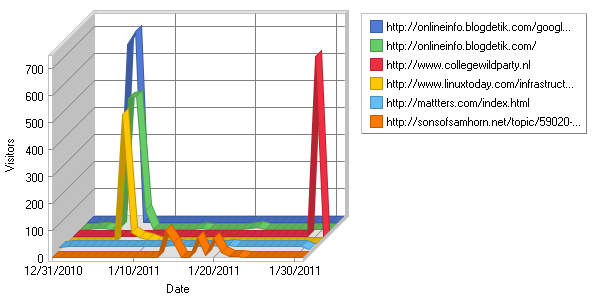 http://onlineinfo.blogdetik.com/googl...
http://onlineinfo.blogdetik.com/
http://www.collegewildparty.nl
http://www.linuxtoday.com/infrastruct...
http://mattters.com/index.html
http://sonsofsamhorn.net/topic/59020-...
700
600
500
400
300
200
100
0
Visitors
12/31/2010 1/10/2011 1/20/2011 1/30/2011
Date